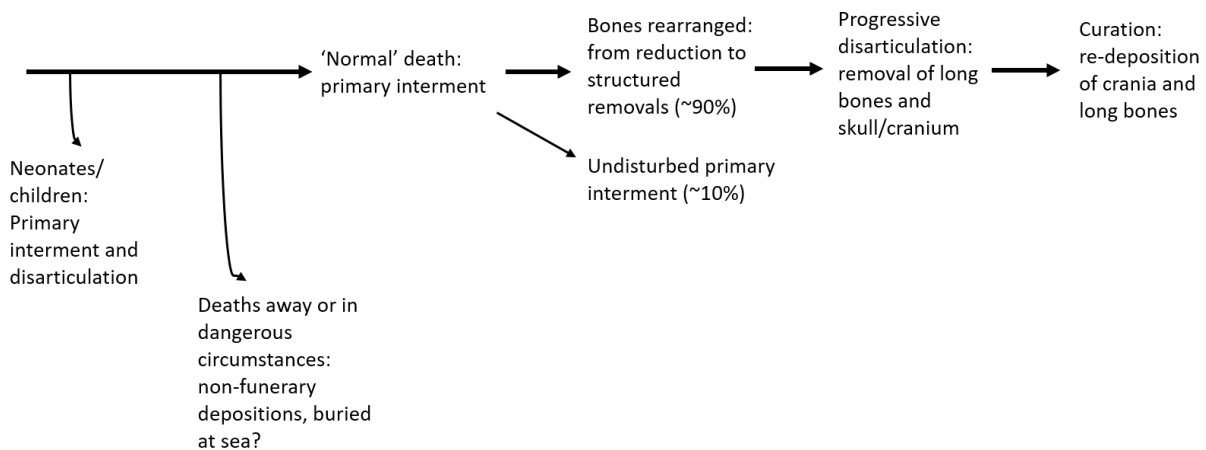 'Normal' death:
primary interment
Bones rearranged:
from reduction to
structured
removals (~90%)
Progressive
disarticulation:
removal of long
bones and
skull/cranium
Curation:
re-deposition
of crania and
long bones
Neonates/
children:
Primary
interment and
disarticulation
Undisturbed primary
interment (~10%)
Deaths away or in
dangerous
circumstances:
non-funerary
depositions, buried
at sea?